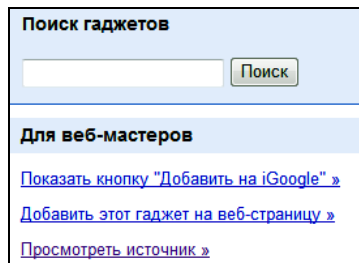 Поиск гаджетов
Поиск
Для веб-мастеров
Показать кнопку "Добавить на iGoogle" »
Добавить этот гаджет на веб-страницу »
Просмотреть источник »